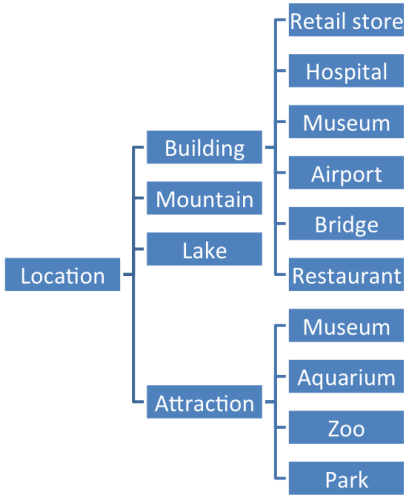 Retail store
Hospital
Museum
Building
Airport
Mountain
Bridge
Lake
Location
Restaurant
Museum
Aquarium
Attraction
Zoo
Park